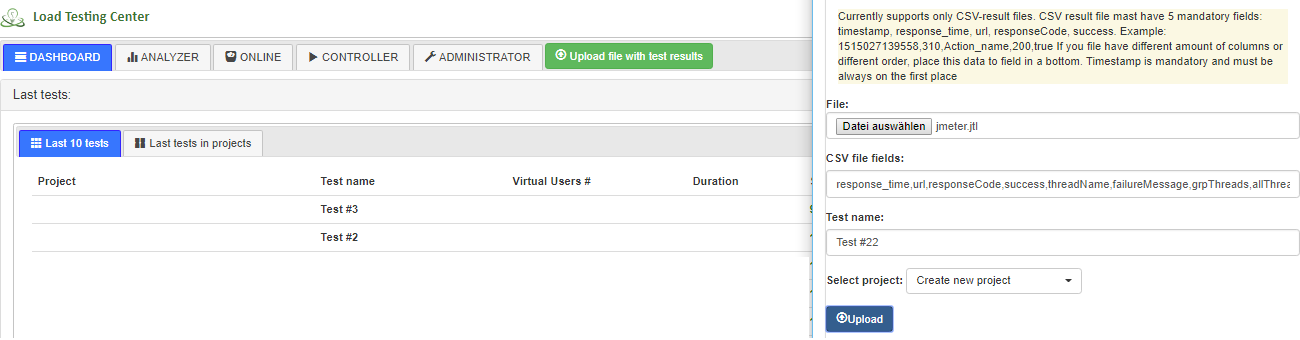 Load Testing Center
DASHBOARD
ANALYZER
ONLINE
CONTROLLER
ADMINISTRATOR
Upload file with test results
Last tests:
Last 10 tests
Last tests in projects
Project Test name Virtual Users # Duration
Test #3
Test #2
Currently supports only CSV-result files. CSV result file mast have 5 mandatory fields:
timestamp, response_time, url, responseCode, success. Example:
1515027139558,310,Action_name,200,true If you file have different amount of columns or
different order, place this data to field in a bottom. Timestamp is mandatory and must be
always on the first place
File:
Datei auswählen jmeter.jtl
CSV file fields:
response_time,url,responseCode,success,threadName,failureMessage,grpThreads,allThrea
Test name:
Test #22
Select project: Create new project
Upload